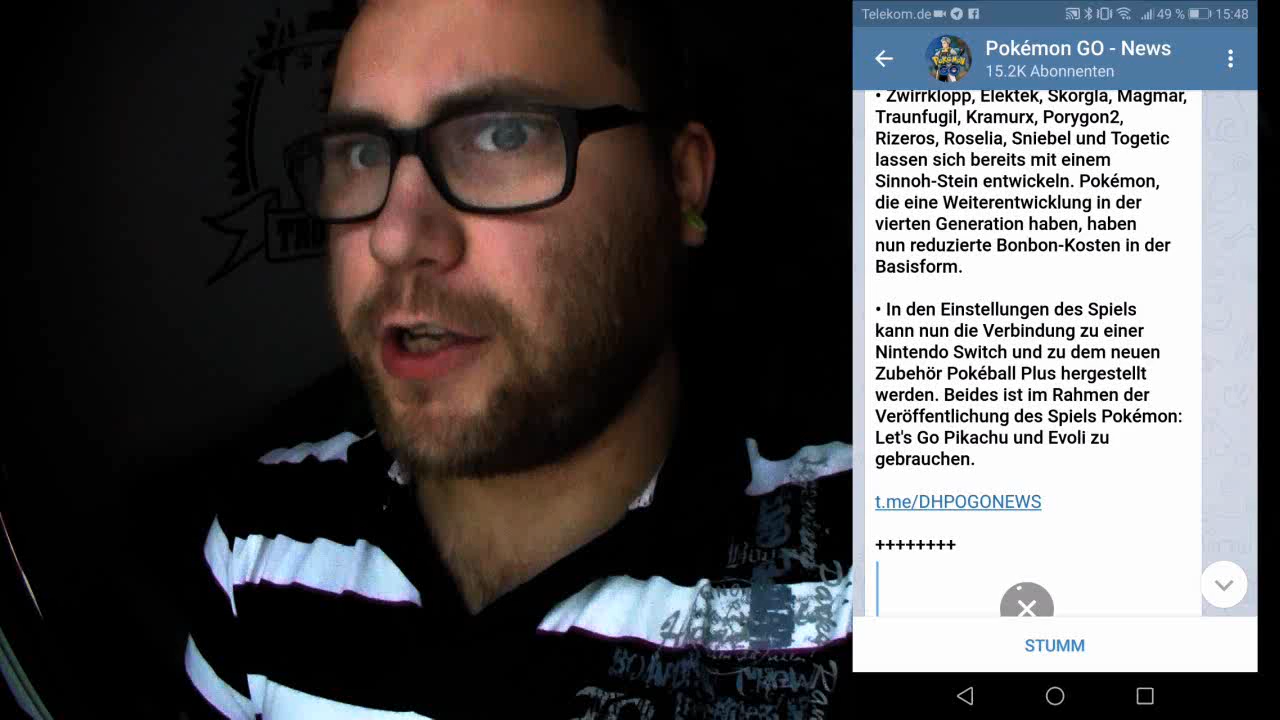 Telekom.de
49 %
15:48
Pokémon GO - News
15.2K Abonnenten
• Zwirrklopp, Elektek, Skorgla, Magmar,
Traunfugil, Kramurx, Porygon2,
Rizeros, Roselia, Sniebel und Togetic
lassen sich bereits mit einem
Sinnoh-Stein entwickeln. Pokémon,
die eine Weiterentwicklung in der
vierten Generation haben, haben
nun reduzierte Bonbon-Kosten in der
Basisform.
• In den Einstellungen des Spiels
kann nun die Verbindung zu einer
Nintendo Switch und zu dem neuen
Zubehör Pokéball Plus hergestellt
werden. Beides ist im Rahmen der
Veröffentlichung des Spiels Pokémon:
Let's Go Pikachu und Evoli zu
gebrauchen.
t.me/DHPOGONEWS
++++++++
STUMM